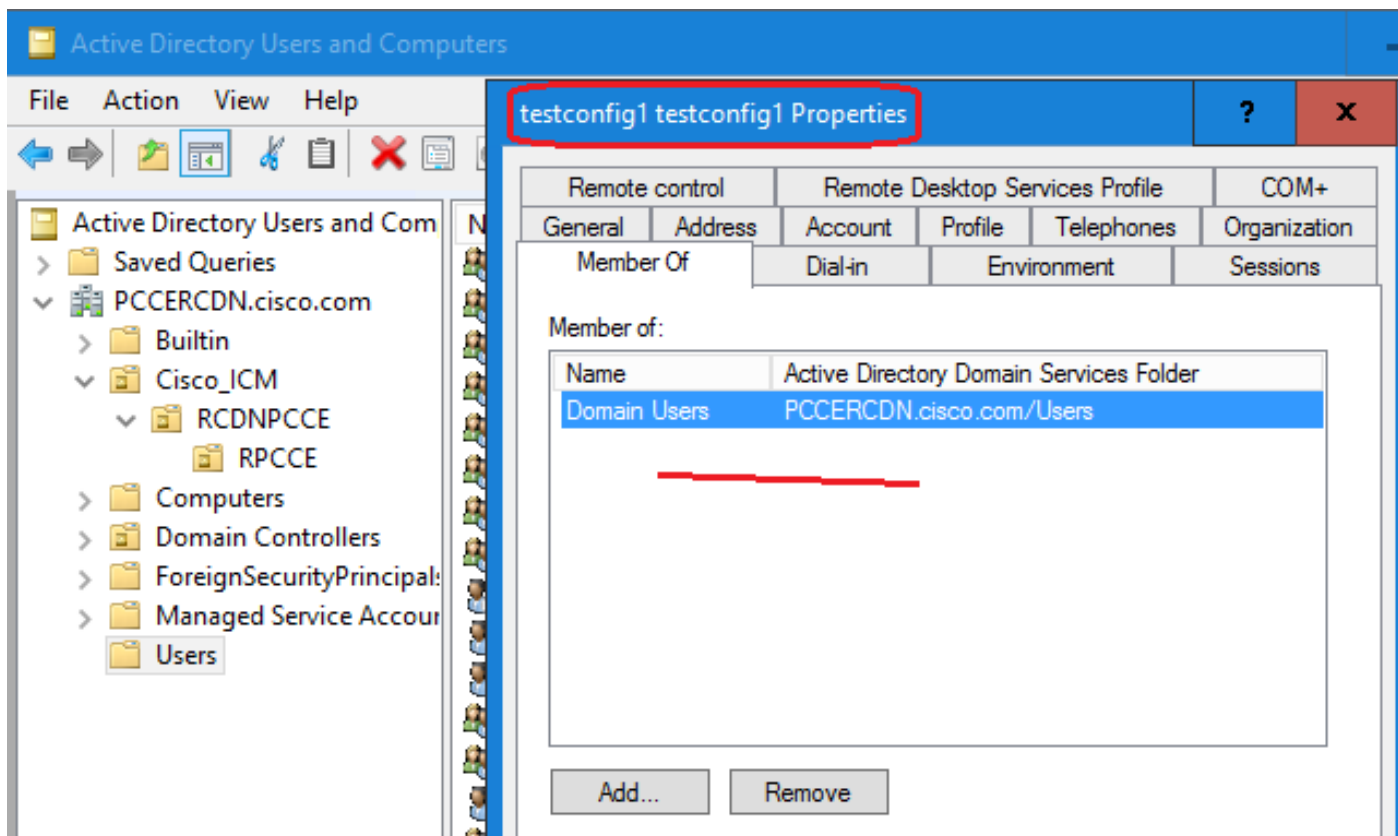 Active Directory Users and Computers
File Action View Help
Active Directory Users and Com
Saved Queries
PCCERCDN.cisco.com
Builtin
Cisco_ICM
RCDNPCCE
RPCCE
Computers
Domain Controllers
ForeignSecurityPrincipals
Managed Service Accour
Users
N
testconfig1 testconfig1 Properties ? x
Remote control Remote Desktop Services Profile COM+
General Address Account Profile Telephones Organization
Member Of Dial-in Environment Sessions
Member of:
Name Active Directory Domain Services Folder
Domain Users PCCERCDN.cisco.com/Users
Add... Remove